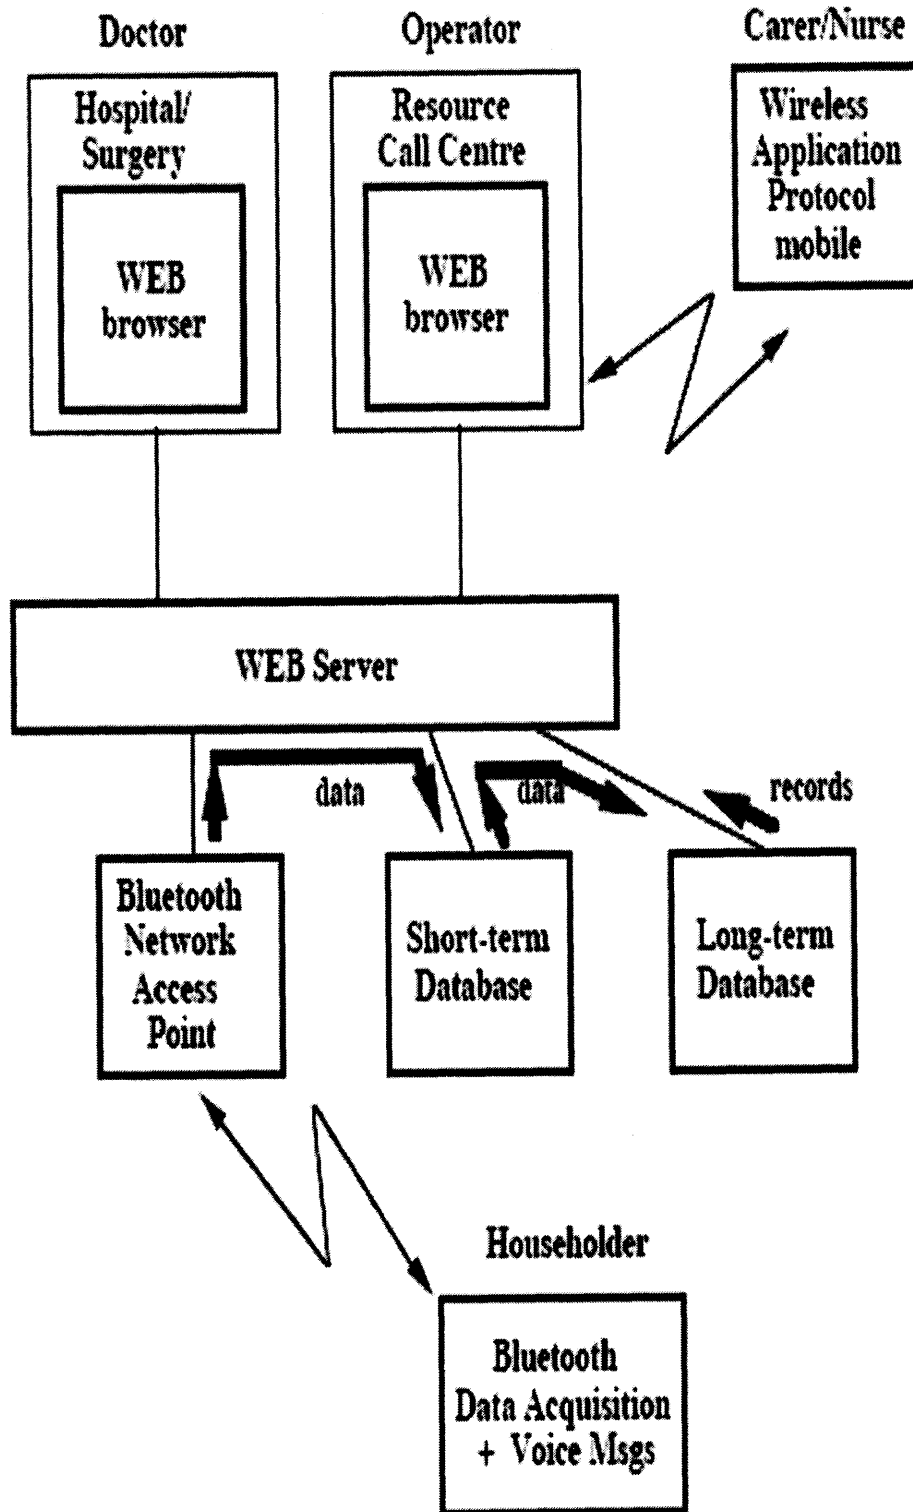 Doctor
Operator
Carer/Nurse
Hospital/
Surgery
WEB
browser
Resource
Call Centre
WEB
browser
Wireless
Application
Protocol
mobile
WEB Server
data
data
records
Bluetooth
Network
Access
Point
Short-term
Database
Long-term
Database
Householder
Bluetooth
Data Acquisition
+ Voice Msgs